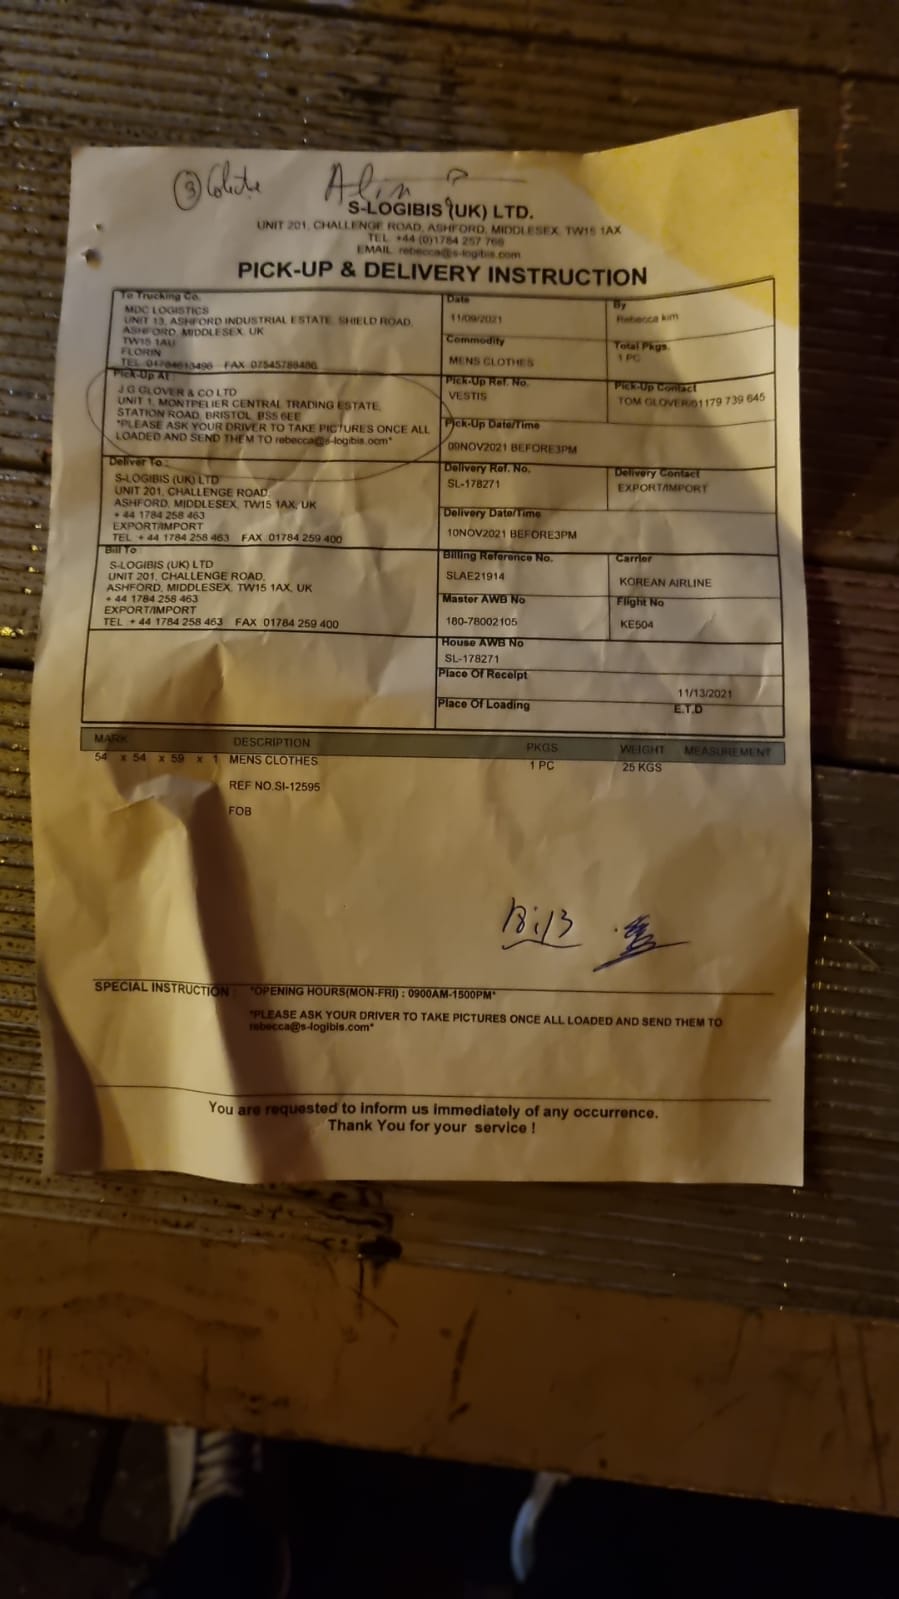 Alin
S-LOGIBIS (UK) LTD.
UNIT 201, CHALLENGE ROAD, ASHFORD, MIDDLESEX, TW15 1AX
TEL +44 (0)1784 257 766
EMAIL rebecca@s-logibis.com
PICK-UP & DELIVERY INSTRUCTION
To Trucking Co.
MDC LOGISTICS
UNIT 13, ASHFORD INDUSTRIAL ESTATE, SHIELD ROAD,
ASHFORD, MIDDLESEX, UK
TW15 1AU
FLORIN
TEL FAX
Date
11/09/2021
By
Rebecca kim
Commodity
MENS CLOTHES
Total Pkgs.
1 PC
Pick-Up At :
J G GLOVER & CO LTD
UNIT 1, MONTPELIER CENTRAL TRADING ESTATE,
STATION ROAD, BRISTOL, BS5 6EE
*PLEASE ASK YOUR DRIVER TO TAKE PICTURES ONCE ALL
LOADED AND SEND THEM TO rebecca@s-logibis.com*
Pick-Up Ref. No.
VESTIS
Pick-Up Contact
TOM GLOVER/01179 739 645
Pick-Up Date/Time
09NOV2021 BEFORE3PM
Deliver To :
S-LOGIBIS (UK) LTD
UNIT 201, CHALLENGE ROAD,
ASHFORD, MIDDLESEX, TW15 1AX, UK
+ 44 1784 258 463
EXPORT/IMPORT
TEL + 44 1784 258 463 FAX 01784 259 400
Delivery Ref. No.
SL-178271
Delivery Contact
EXPORT/IMPORT
Delivery Date/Time
10NOV2021 BEFORE3PM
Bill To :
S-LOGIBIS (UK) LTD
UNIT 201, CHALLENGE ROAD,
ASHFORD, MIDDLESEX, TW15 1AX, UK
+ 44 1784 258 463
EXPORT/IMPORT
TEL + 44 1784 258 463 FAX 01784 259 400
Billing Reference No.
SLAE21914
Carrier
KOREAN AIRLINE
Master AWB No
180-78002105
Flight No
KE504
House AWB No
SL-178271
Place Of Receipt
11/13/2021
Place Of Loading E.T.D
MARK DESCRIPTION PKGS WEIGHT MEASUREMENT
54 x 54 x 59 x 1 MENS CLOTHES 1 PC 25 KGS
REF NO.SI-12595
FOB
SPECIAL INSTRUCTION : *OPENING HOURS(MON-FRI) : 0900AM-1500PM*
*PLEASE ASK YOUR DRIVER TO TAKE PICTURES ONCE ALL LOADED AND SEND THEM TO
rebecca@s-logibis.com*
You are requested to inform us immediately of any occurrence.
Thank You for your service !